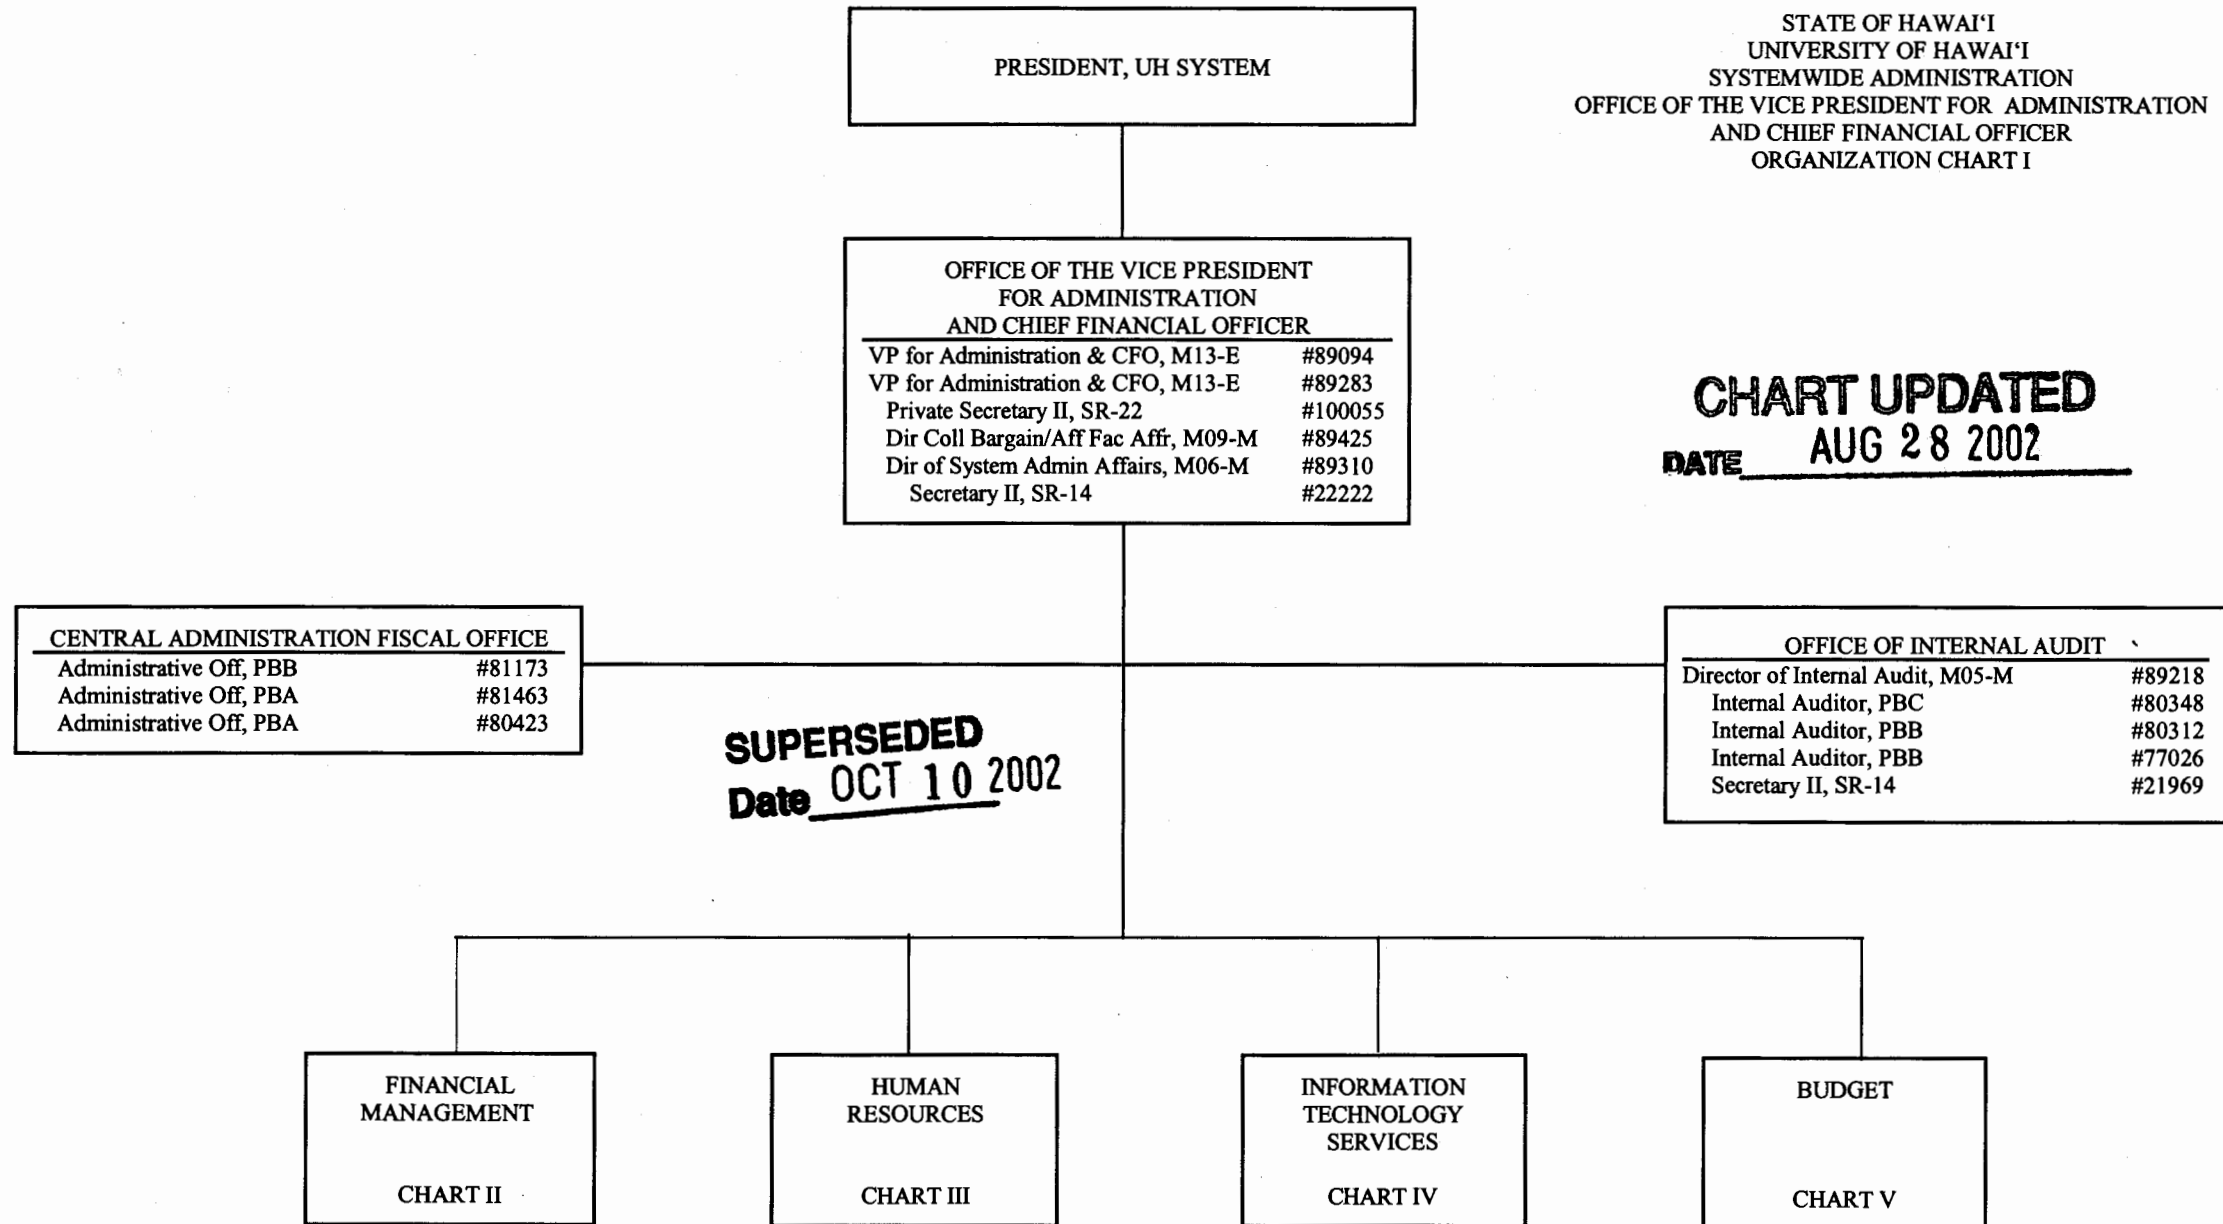 PRESIDENT, UH SYSTEM
STATE OF HAWAI‘I
UNIVERSITY OF HAWAI‘I
SYSTEMWIDE ADMINISTRATION
OFFICE OF THE VICE PRESIDENT FOR ADMINISTRATION
AND CHIEF FINANCIAL OFFICER
ORGANIZATION CHART I
OFFICE OF THE VICE PRESIDENT
FOR ADMINISTRATION
AND CHIEF FINANCIAL OFFICER
VP for Administration & CFO, M13-E #89094
VP for Administration & CFO, M13-E #89283
Private Secretary II, SR-22 #100055
Dir Coll Bargain/Aff Fac Affr, M09-M #89425
Dir of System Admin Affairs, M06-M #89310
Secretary II, SR-14 #22222
CHART UPDATED
DATE AUG 28 2002
CENTRAL ADMINISTRATION FISCAL OFFICE
Administrative Off, PBB #81173
Administrative Off, PBA #81463
Administrative Off, PBA #80423
OFFICE OF INTERNAL AUDIT
Director of Internal Audit, M05-M #89218
Internal Auditor, PBC #80348
Internal Auditor, PBB #80312
Internal Auditor, PBB #77026
Secretary II, SR-14 #21969
SUPERSEDED
Date OCT 10 2002
FINANCIAL
MANAGEMENT
CHART II
HUMAN
RESOURCES
CHART III
INFORMATION
TECHNOLOGY
SERVICES
CHART IV
BUDGET
CHART V